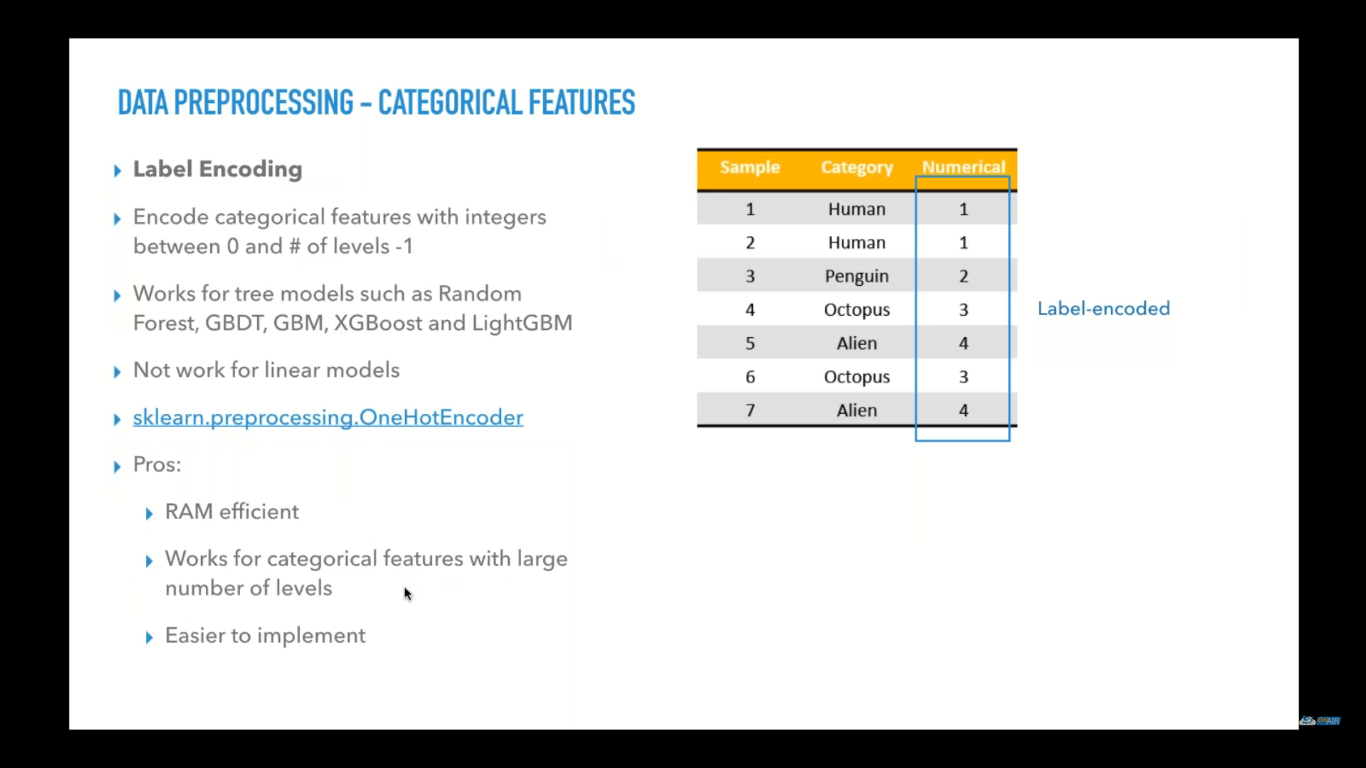 DATA PREPROCESSING – CATEGORICAL FEATURES
Label Encoding
Encode categorical features with integers
between 0 and # of levels -1
Works for tree models such as Random
Forest, GBDT, GBM, XGBoost and LightGBM
Not work for linear models
sklearn.preprocessing.OneHotEncoder
Pros:
RAM efficient
Works for categorical features with large
number of levels
Easier to implement
Sample Category Numerical
1 Human 1
2 Human 1
3 Penguin 2
4 Octopus 3
5 Alien 4
6 Octopus 3
7 Alien 4
Label-encoded